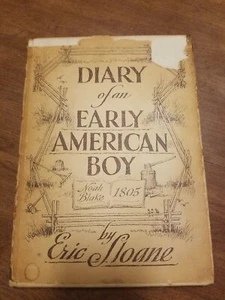 DIARY
of an
EARLY
AMERICAN
BOY
Noah
Blake 1805
by
Eric Sloane